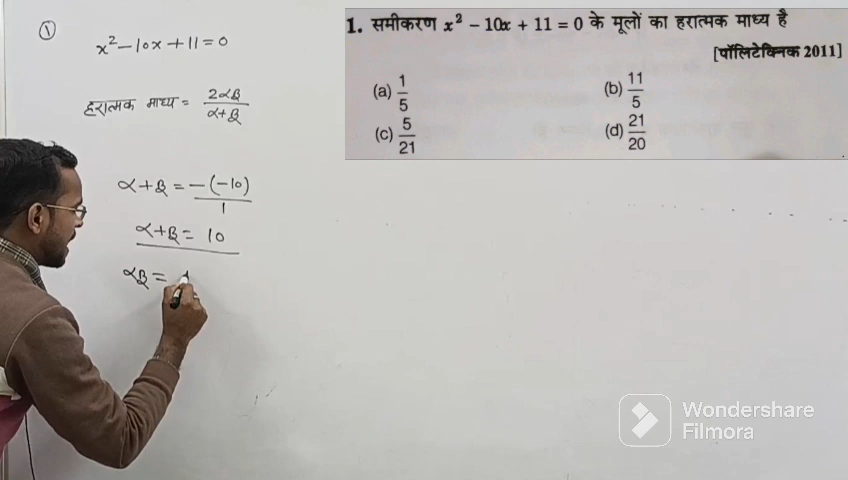 ① x² – 10x + 11 = 0
हरात्मक माध्य = 2αβ / α+β
α+β = –(–10) / 1
α+β = 10
αβ =
1. समीकरण x² – 10x + 11 = 0 के मूलों का हरात्मक माध्य है
[पॉलिटेक्निक 2011]
(a) 1/5 (b) 11/5
(c) 5/21 (d) 21/20
Wondershare
Filmora